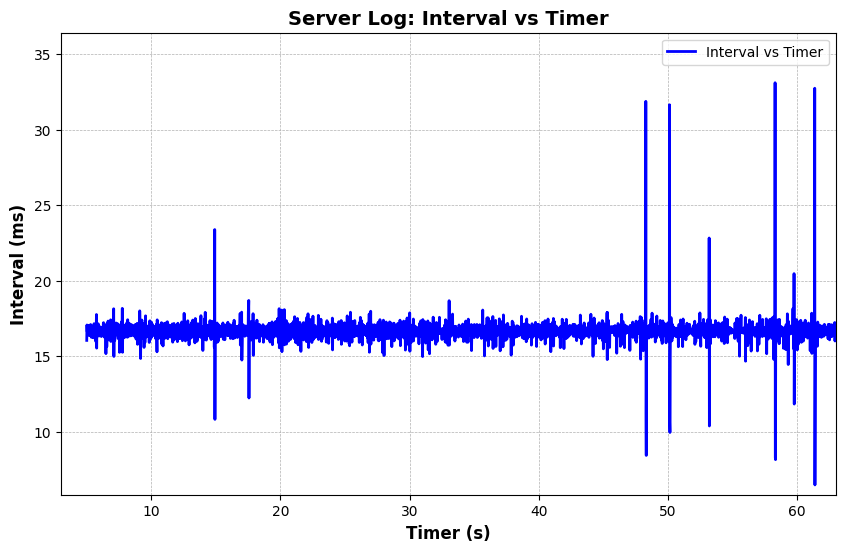 Server Log: Interval vs Timer
Interval vs Timer
35
30
25
20
15
10
Interval (ms)
10 20 30 40 50 60
Timer (s)